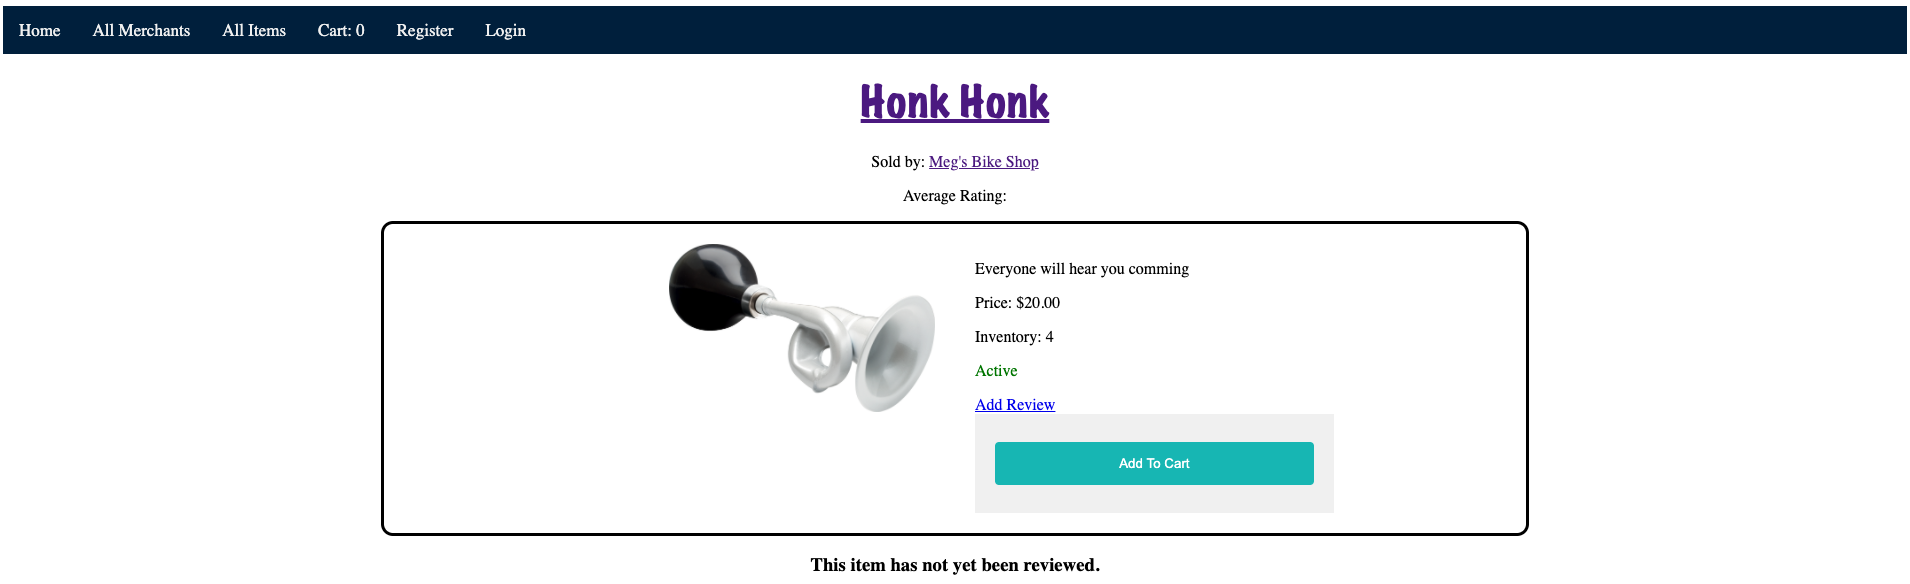 Home All Merchants All Items Cart: 0 Register Login
Honk Honk
Sold by: Meg's Bike Shop
Average Rating:
Everyone will hear you comming
Price: $20.00
Inventory: 4
Active
Add Review
Add To Cart
This item has not yet been reviewed.